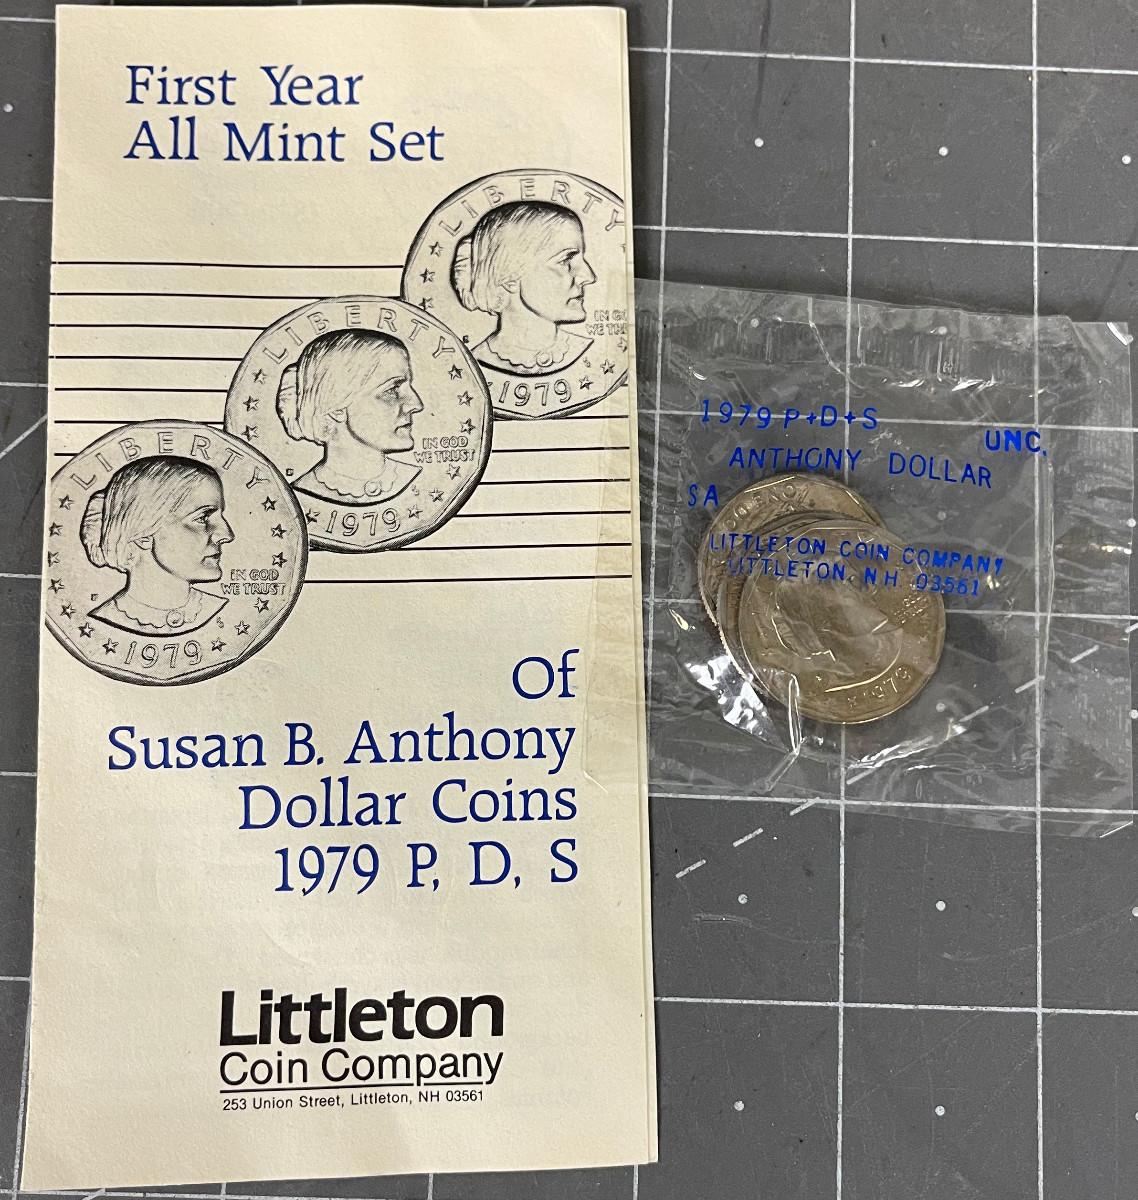 First Year
All Mint Set
LIBERTY
IN GOD
WE TRUST
1979
LIBERTY
IN GOD
WE TRUST
1979
LIBERTY
IN GOD
WE TRUST
1979
Of
Susan B. Anthony
Dollar Coins
1979 P, D, S
Littleton
Coin Company
253 Union Street, Littleton, NH 03561
1979 P+D+S
UNC.
ANTHONY DOLLAR
SA
LITTLETON COIN COMPANY
LITTLETON, N H 03561
1979